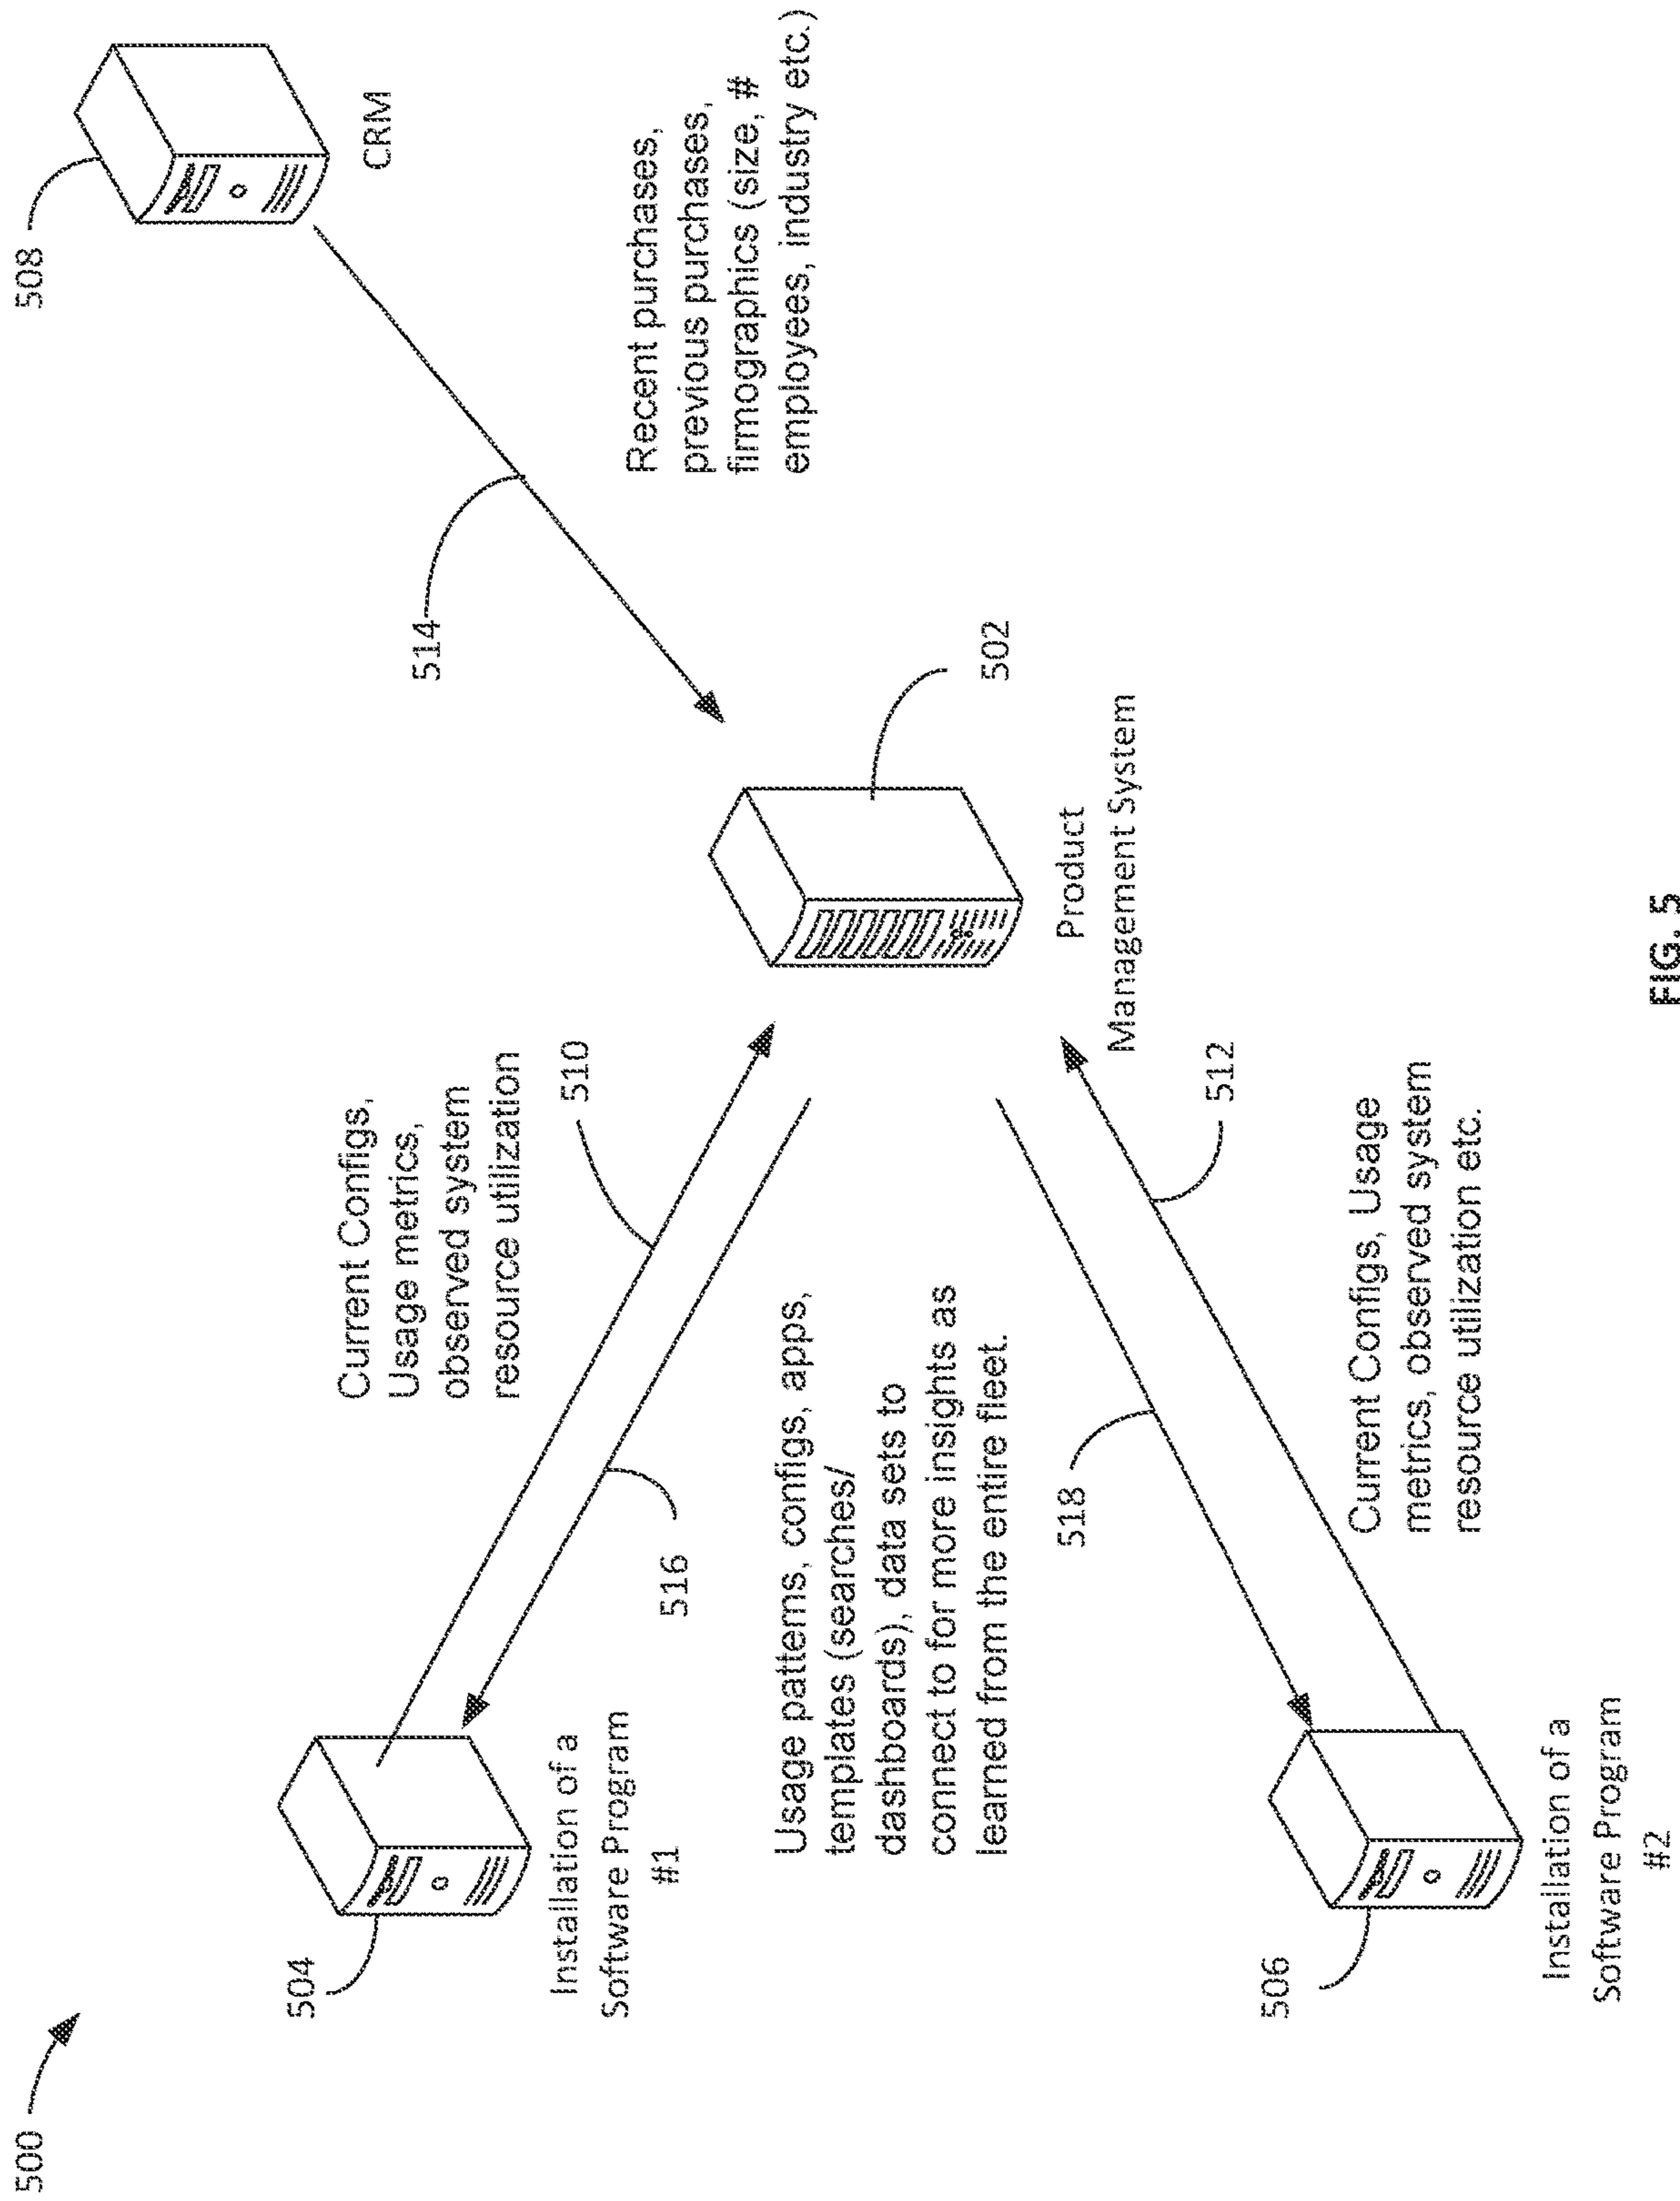 500
508
CRM
514
Recent purchases,
previous purchases,
firmographics (size, #
employees, industry etc.)
504
Installation of a
Software Program
#1
Current Configs,
Usage metrics,
observed system
resource utilization
510
516
502
Product
Management System
Usage patterns, configs, apps,
templates (searches/
dashboards), data sets to
connect to for more insights as
learned from the entire fleet.
518
512
506
Installation of a
Software Program
#2
Current Configs, Usage
metrics, observed system
resource utilization etc.
FIG. 5